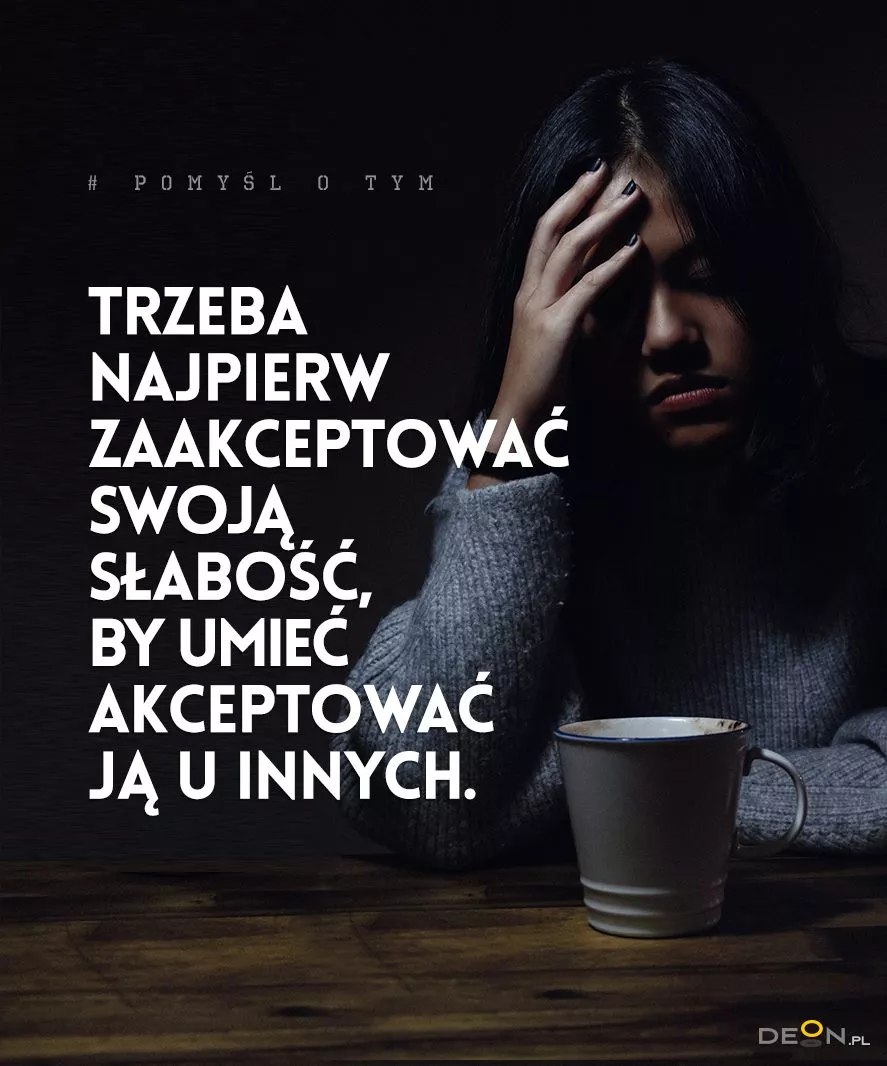 # POMYŚL O TYM
TRZEBA
NAJPIERW
ZAAKCEPTOWAĆ
SWOJĄ
SŁABOŚĆ,
BY UMIEĆ
AKCEPTOWAĆ
JĄ U INNYCH.
DEON.PL